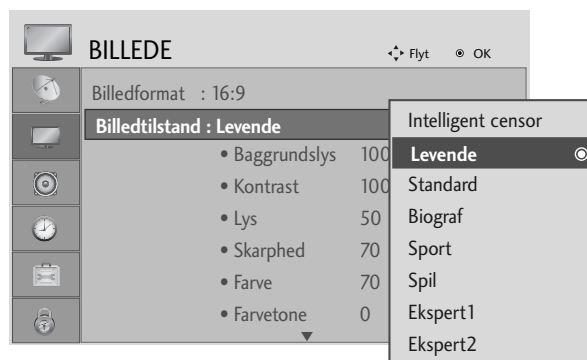 BILLEDE
Flyt OK
Billedformat : 16:9
Billedtilstand : Levende
• Baggrundslys 100
• Kontrast 100
• Lys 50
• Skarphed 70
• Farve 70
• Farvetone 0
Intelligent censor
Levende
Standard
Biograf
Sport
Spil
Ekspert1
Ekspert2